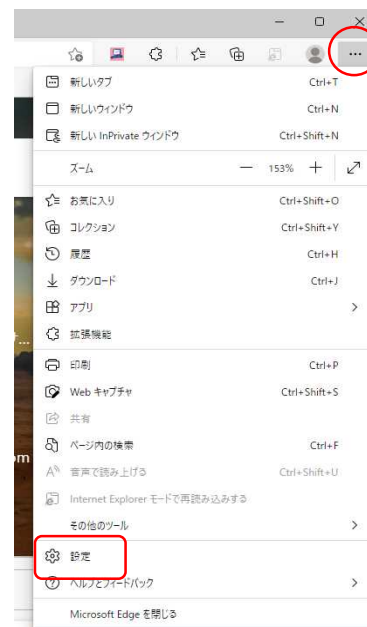 新しいタブ Ctrl+T
新しいウィンドウ Ctrl+N
新しい InPrivate ウィンドウ Ctrl+Shift+N
ズーム 153%
お気に入り Ctrl+Shift+O
コレクション Ctrl+Shift+Y
履歴 Ctrl+H
ダウンロード Ctrl+J
アプリ
拡張機能
印刷 Ctrl+P
Web キャプチャ Ctrl+Shift+S
共有
ページ内の検索 Ctrl+F
om
音声で読み上げる Ctrl+Shift+U
Internet Explorer モードで再読み込みする
その他のツール
設定
ヘルプとフィードバック
Microsoft Edge を閉じる